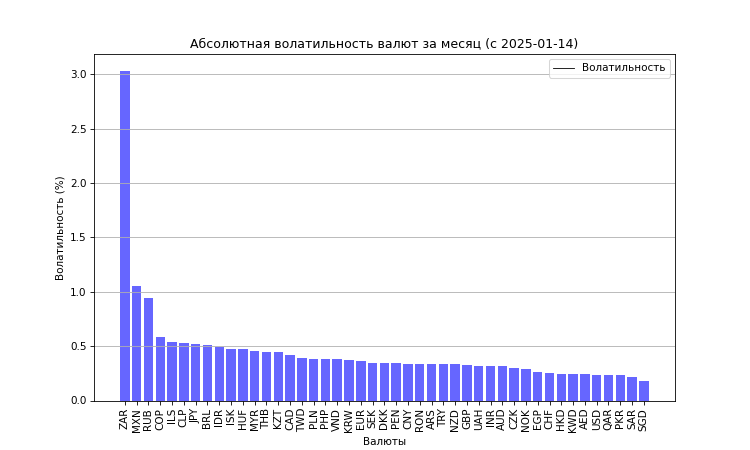 Абсолютная волатильность валют за месяц (с 2025-01-14)
Волатильность
3.0
2.5
2.0
1.5
1.0
0.5
0.0
Волатильность (%)
ZAR
MXN
RUB
COP
ILS
CLP
JPY
BRL
IDR
ISK
HUF
MYR
THB
KZT
CAD
TWD
PLN
PHP
VND
KRW
EUR
SEK
DKK
PEN
CNY
RON
ARS
TRY
NZD
GBP
UAH
INR
AUD
CZK
NOK
EGP
CHF
HKD
KWD
AED
USD
QAR
PKR
SAR
SGD
Валюты